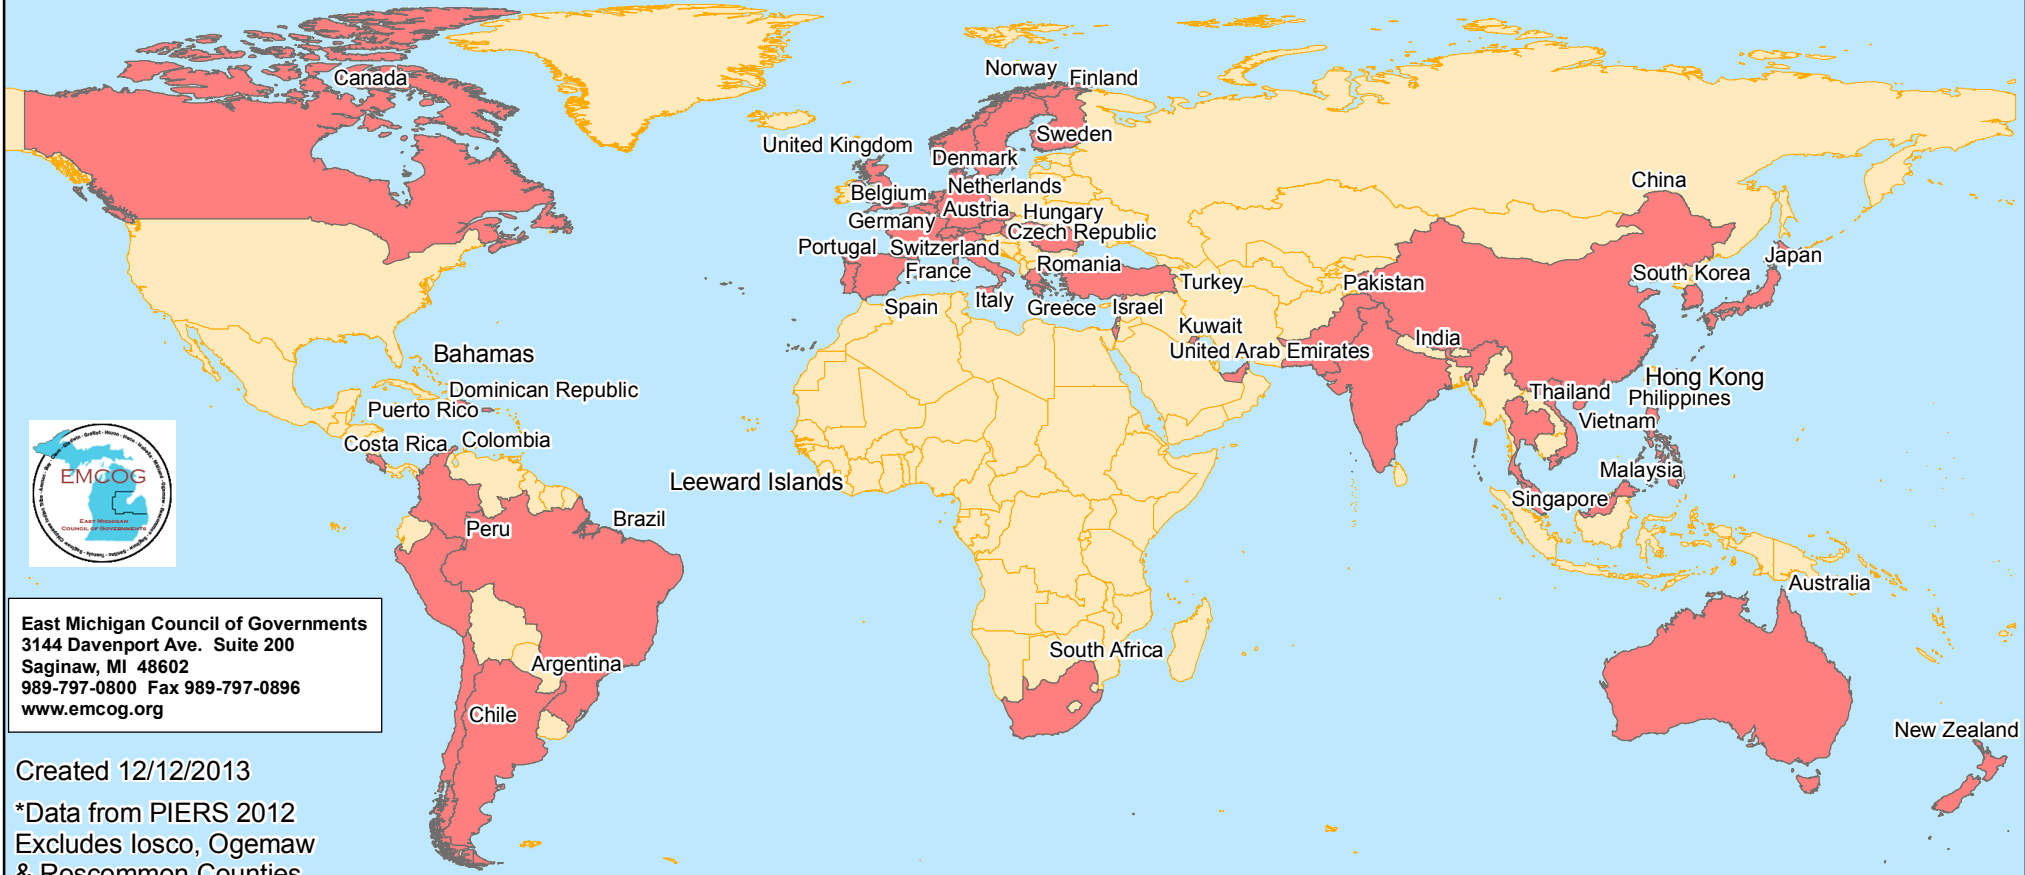 Canada
Norway
Finland
United Kingdom
Sweden
Denmark
Belgium
Netherlands
China
Germany
Austria
Hungary
Czech Republic
Portugal
Switzerland
France
Romania
Japan
South Korea
Turkey
Pakistan
Spain
Italy
Greece
Israel
Kuwait
India
United Arab Emirates
Bahamas
Dominican Republic
Puerto Rico
Hong Kong
Thailand
Philippines
Vietnam
Costa Rica
Colombia
Malaysia
Leeward Islands
Singapore
Peru
Brazil
EMCOG
EAST MICHIGAN
COUNCIL OF GOVERNMENTS
Australia
East Michigan Council of Governments
3144 Davenport Ave. Suite 200
Saginaw, MI 48602
989-797-0800 Fax 989-797-0896
www.emcog.org
South Africa
Argentina
Chile
New Zealand
Created 12/12/2013
*Data from PIERS 2012
Excludes Iosco, Ogemaw
& Roscommon Counties